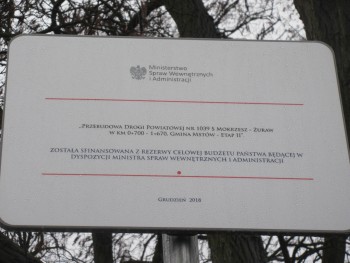 Ministerstwo
Spraw Wewnętrznych
i Administracji
„Przebudowa Drogi Powiatowej nr 1039 S Mokrzesz - Żuraw
w km 0+700 - 1+670, Gmina Mstów - Etap II”
została sfinansowana z rezerwy celowej budżetu państwa będącej w
dyspozycji Ministra Spraw Wewnętrznych i Administracji
Grudzień 2018